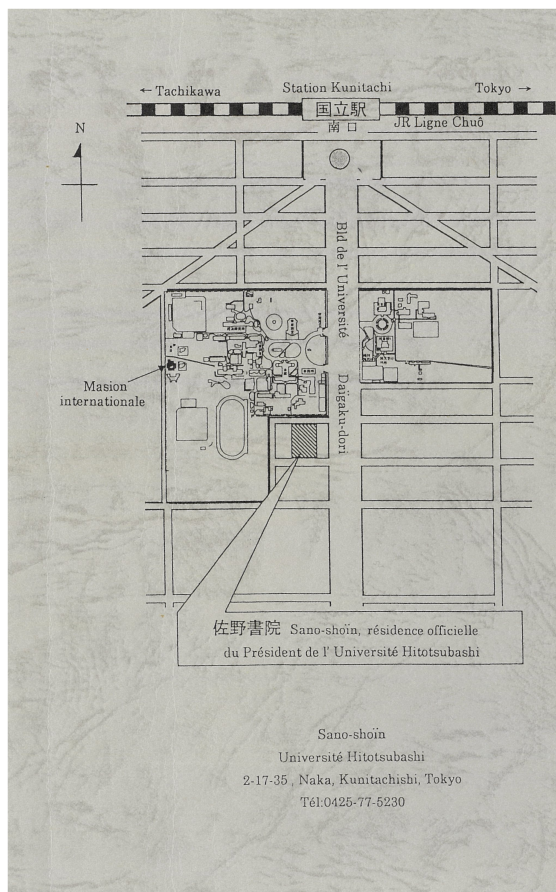 ← Tachikawa
Station Kunitachi
Tokyo →
国立駅
南口
JR Ligne Chuô
N
Bld de l' Université
Daïgaku-dori
Masion
internationale
佐野書院 Sano-shoïn, résidence officielle
du Président de l' Université Hitotsubashi
Sano-shoïn
Université Hitotsubashi
2-17-35 , Naka, Kunitachishi, Tokyo
Tél:0425-77-5230